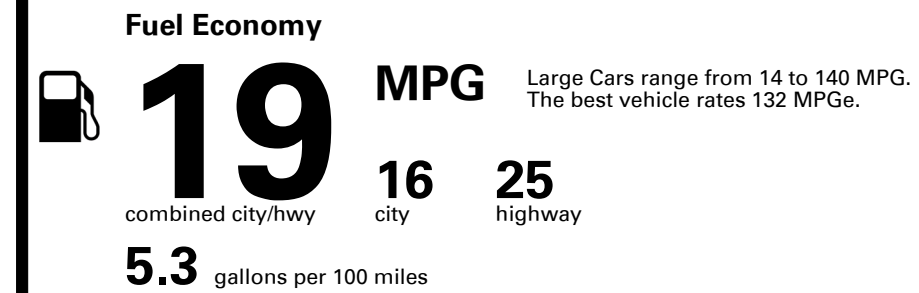 Fuel Economy
19 MPG
Large Cars range from 14 to 140 MPG.
The best vehicle rates 132 MPGe.
16 25
combined city/hwy city highway
5.3 gallons per 100 miles